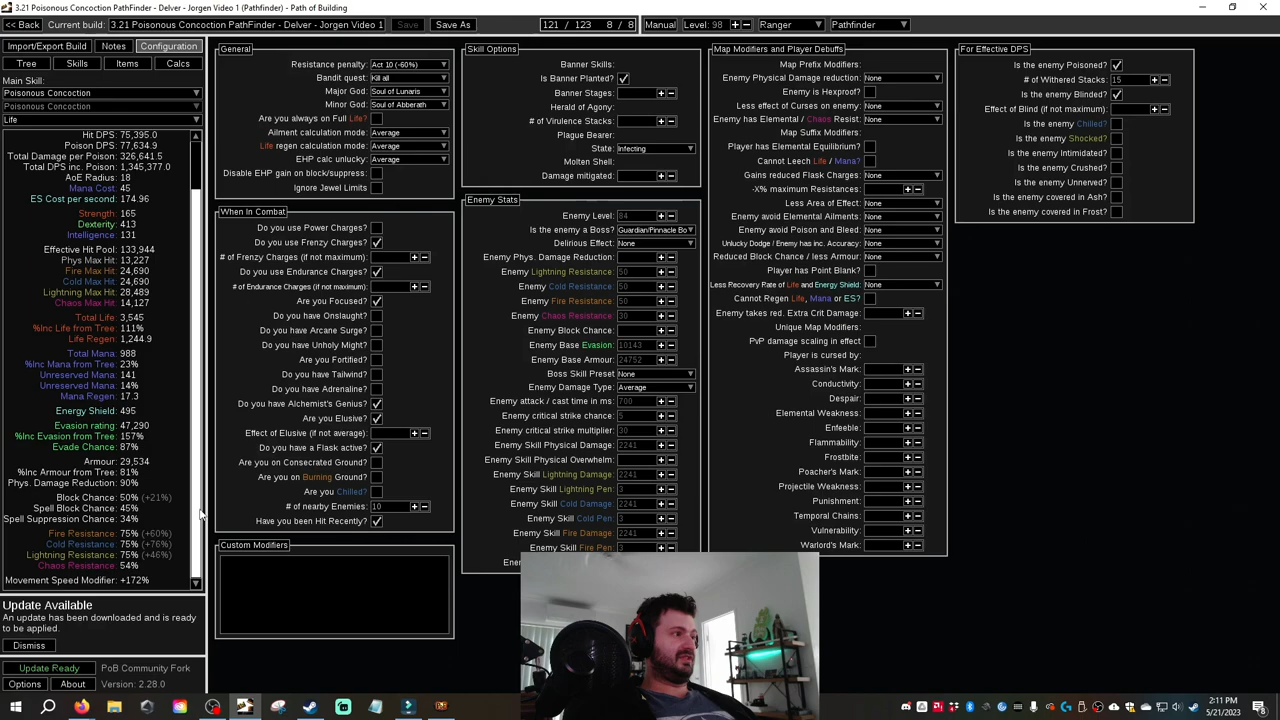 3.21 Poisonous Concoction PathFinder - Delver - Jorgen Video 1 (Pathfinder) - Path of Building
<< Back Current build: 3.21 Poisonous Concoction PathFinder - Delver - Jorgen Video 1 Save Save As 121 / 123 8 / 8 Manual Level: 98 Ranger Pathfinder
Import/Export Build Notes Configuration
Tree Skills Items Calcs
Main Skill:
Poisonous Concoction
Poisonous Concoction
Life
Hit DPS: 75,395.0
Poison DPS: 77,634.9
Total Damage per Poison: 326,641.5
Total DPS inc. Poison: 1,031,245.0
AoE Radius: 18
Mana Cost: 45
ES Cost per second: 174.96
Strength: 165
Dexterity: 413
Intelligence: 131
Effective Hit Pool: 133,944
Phys Max Hit: 13,227
Fire Max Hit: 24,690
Cold Max Hit: 24,690
Lightning Max Hit: 28,489
Chaos Max Hit: 14,127
Total Life: 3,545
%Inc Life from Tree: 111%
Life Regen: 1,244.9
Total Mana: 988
%Inc Mana from Tree: 23%
Unreserved Mana: 141
Unreserved Mana: 14%
Mana Regen: 17.3
Energy Shield: 495
Evasion rating: 47,290
%Inc Evasion from Tree: 157%
Evade Chance: 87%
Armour: 29,534
%Inc Armour from Tree: 81%
Phys. Damage Reduction: 90%
Block Chance: 50% (+21%)
Spell Block Chance: 45%
Spell Suppression Chance: 34%
Fire Resistance: 75% (+60%)
Cold Resistance: 75% (+76%)
Lightning Resistance: 75% (+46%)
Chaos Resistance: 54%
Movement Speed Modifier: +172%
Update Available
An update has been downloaded and is ready
to be applied.
Dismiss
Update Ready PoB Community Fork
Options About Version: 2.28.0
General
Resistance penalty: Act 10 (-60%)
Bandit quest: Kill all
Major God: Soul of Lunaris
Minor God: Soul of Abberath
Are you always on Full Life?
Ailment calculation mode: Average
Life regen calculation mode: Average
EHP calc unlucky: Average
Disable EHP gain on block/suppress:
Ignore Jewel Limits
When In Combat
Do you use Power Charges?
Do you use Frenzy Charges?
# of Frenzy Charges (if not maximum):
Do you use Endurance Charges?
# of Endurance Charges (if not maximum):
Are you Focused?
Do you have Onslaught?
Do you have Arcane Surge?
Do you have Unholy Might?
Are you Fortified?
Do you have Tailwind?
Do you have Adrenaline?
Do you have Alchemist's Genius?
Are you Elusive?
Effect of Elusive (if not average):
Do you have a Flask active?
Are you on Consecrated Ground?
Are you on Burning Ground?
Are you Chilled?
# of nearby Enemies: 10
Have you been Hit Recently?
Custom Modifiers
Skill Options
Banner Skills:
Is Banner Planted?
Banner Stages:
Herald of Agony:
# of Virulence Stacks:
Plague Bearer:
State: Infecting
Molten Shell:
Damage mitigated:
Enemy Stats
Enemy Level: 84
Is the enemy a Boss? Guardian/Pinnacle Bo
Delirious Effect: None
Enemy Phys. Damage Reduction:
Enemy Lightning Resistance: 50
Enemy Cold Resistance: 50
Enemy Fire Resistance: 50
Enemy Chaos Resistance: 30
Enemy Block Chance:
Enemy Base Evasion: 10143
Enemy Base Armour: 24752
Boss Skill Preset None
Enemy Damage Type: Average
Enemy attack / cast time in ms: 700
Enemy critical strike chance: 5
Enemy critical strike multiplier: 30
Enemy Skill Physical Damage: 2241
Enemy Skill Physical Overwhelm:
Enemy Skill Lightning Damage: 2241
Enemy Skill Lightning Pen: 3
Enemy Skill Cold Damage: 2241
Enemy Skill Cold Pen: 3
Enemy Skill Fire Damage: 2241
Enemy Skill Fire Pen: 3
Map Modifiers and Player Debuffs
Map Prefix Modifiers:
Enemy Physical Damage reduction: None
Enemy is Hexproof?
Less effect of Curses on enemy: None
Enemy has Elemental / Chaos Resist: None
Map Suffix Modifiers:
Player has Elemental Equilibrium?
Cannot Leech Life / Mana?
Gains reduced Flask Charges: None
-X% maximum Resistances:
Less Area of Effect: None
Enemy avoid Elemental Ailments: None
Enemy avoid Poison and Bleed: None
Unlucky Dodge / Enemy has inc. Accuracy: None
Reduced Block Chance / less Armour: None
Player has Point Blank?
Less Recovery Rate of Life and Energy Shield: None
Cannot Regen Life, Mana or ES?
Enemy takes red. Extra Crit Damage:
Unique Map Modifiers:
PvP damage scaling in effect
Player is cursed by:
Assassin's Mark:
Conductivity:
Despair:
Elemental Weakness:
Enfeeble:
Flammability:
Frostbite:
Poacher's Mark:
Projectile Weakness:
Punishment:
Temporal Chains:
Vulnerability:
Warlord's Mark:
For Effective DPS
Is the enemy Poisoned?
# of Withered Stacks: 15
Is the enemy Blinded?
Effect of Blind (if not maximum):
Is the enemy Chilled?
Is the enemy Shocked?
Is the enemy Intimidated?
Is the enemy Crushed?
Is the enemy Unnerved?
Is the enemy covered in Ash?
Is the enemy covered in Frost?
2:11 PM
5/21/2023